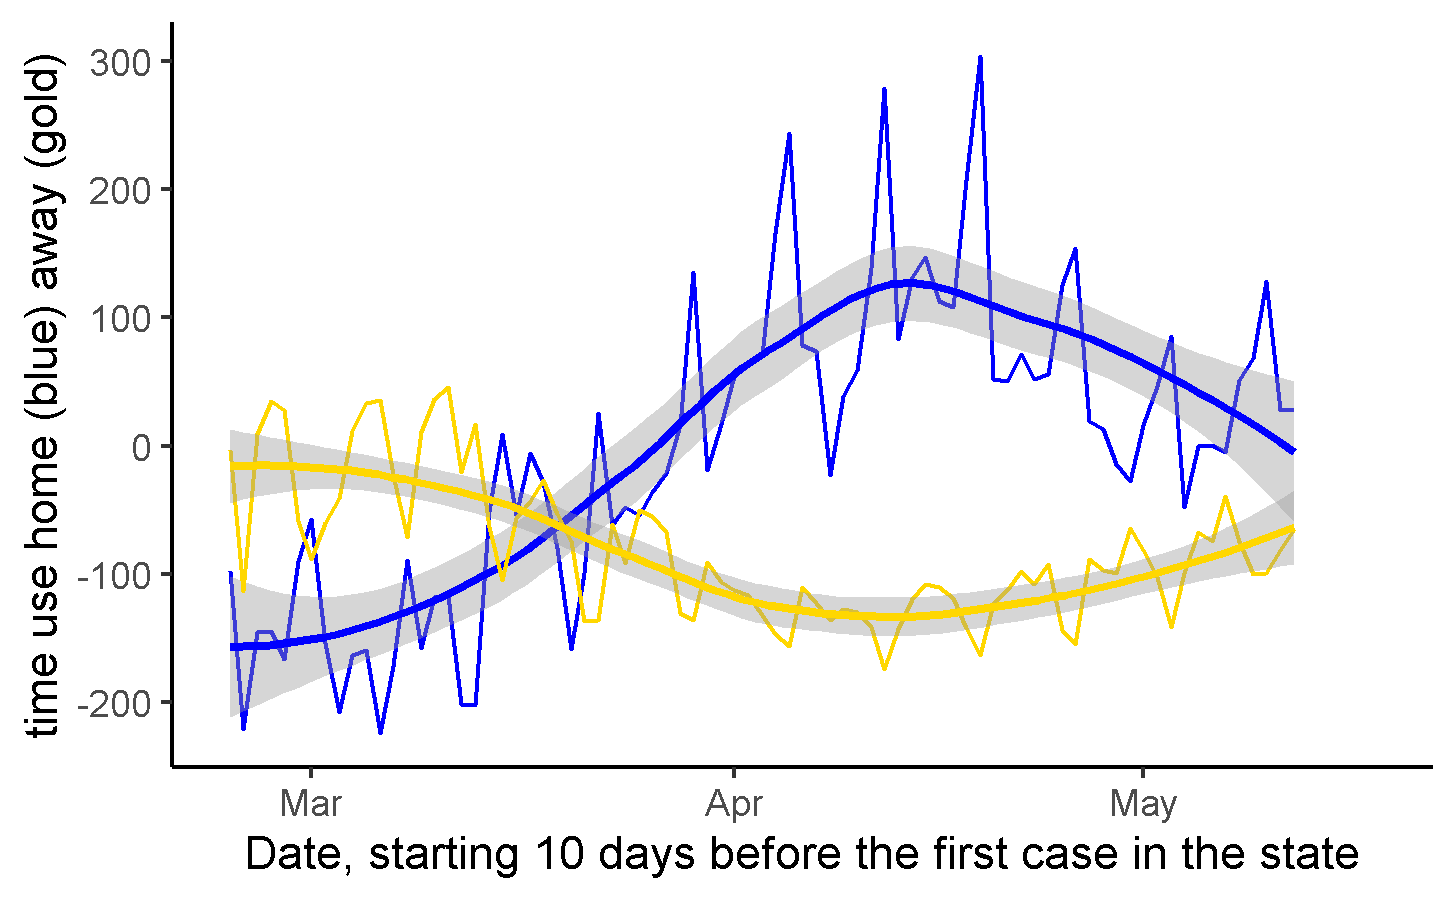 time use home (blue) away (gold)
300
200
100
0
-100
-200
Mar
Apr
May
Date, starting 10 days before the first case in the state